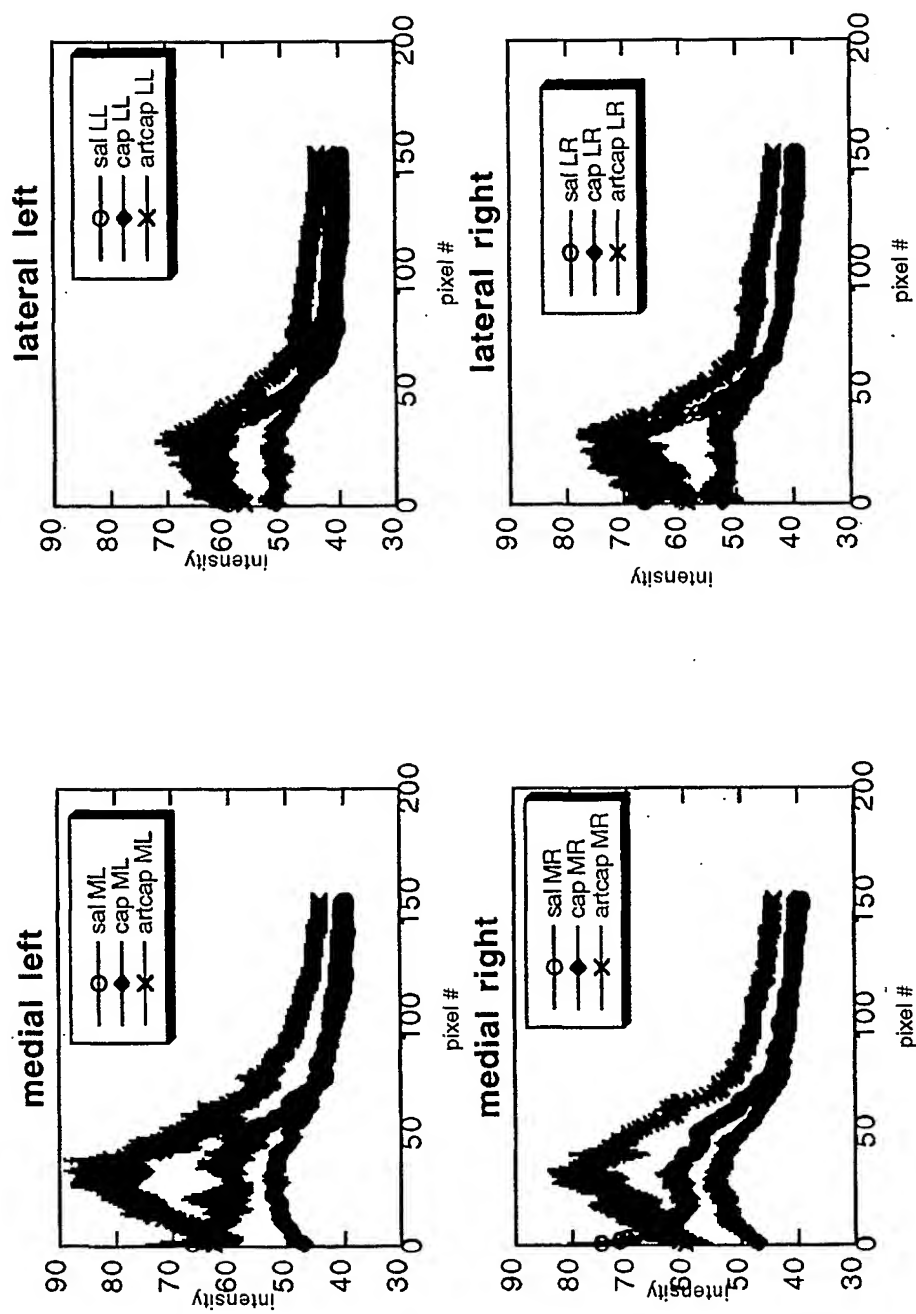 medial left
90
80
70
60
50
40
30
intensity
0
50
100
150
200
pixel #
sal ML
cap ML
artcap ML
lateral left
90
80
70
60
50
40
30
intensity
0
50
100
150
200
pixel #
sal LL
cap LL
artcap LL
medial right
90
80
70
60
50
40
30
intensity
0
50
100
150
200
pixel #
sal MR
cap MR
artcap MR
lateral right
90
80
70
60
50
40
30
intensity
0
50
100
150
200
pixel #
sal LR
cap LR
artcap LR